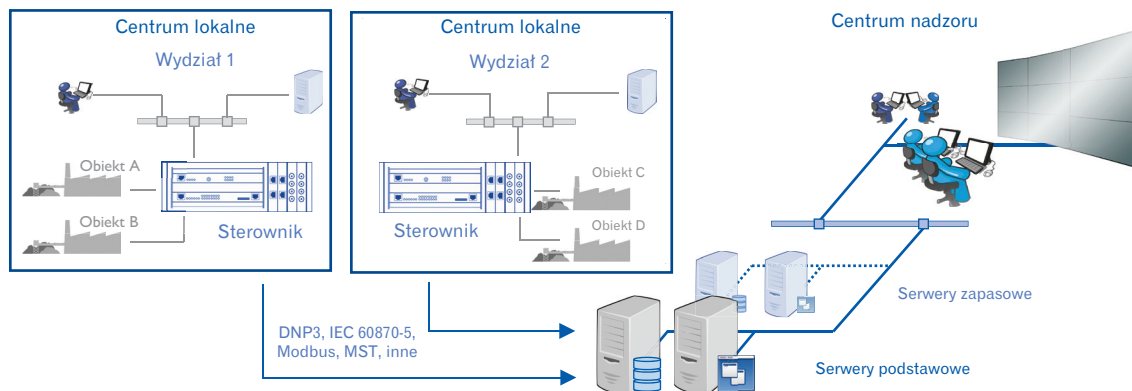 Centrum lokalne
Wydział 1
Obiekt A
Obiekt B
Sterownik
Centrum lokalne
Wydział 2
Obiekt C
Obiekt D
Sterownik
Centrum nadzoru
Serwery zapasowe
DNP3, IEC 60870-5,
Modbus, MST, inne
Serwery podstawowe